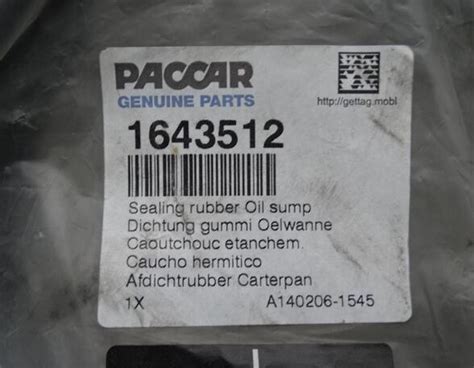 PACCAR
GENUINE PARTS
http://gettag.mobi
1643512
Sealing rubber Oil sump
Dichtung gummi Oelwanne
Caoutchouc etanchem.
Caucho hermitico
Afdichtrubber Carterpan
1X A140206-1545